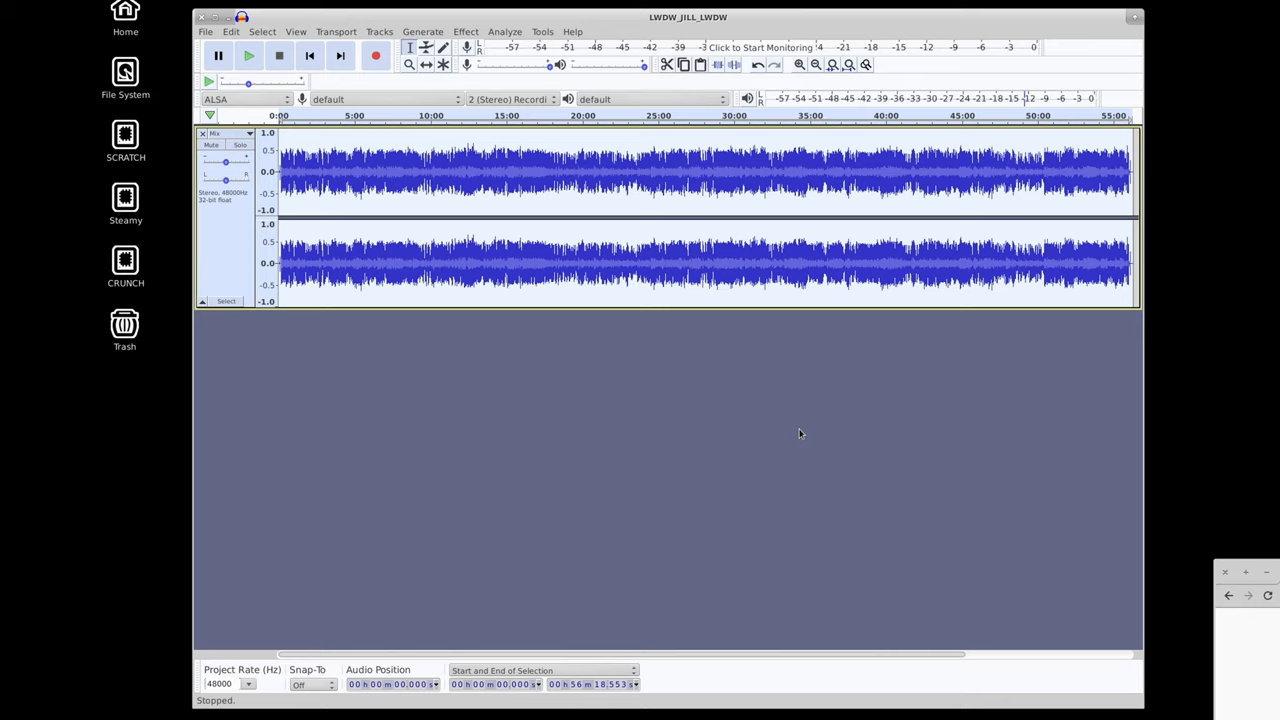 LWDW_JILL_LWDW
File Edit Select View Transport Tracks Generate Effect Analyze Tools Help
L R -57 -54 -51 -48 -45 -42 -39 -3 Click to Start Monitoring '4 -21 -18 -15 -12 -9 -6 -3 0
ALSA default 2 (Stereo) Recordi default L R -57 -54 -51 -48 -45 -42 -39 -36 -33 -30 -27 -24 -21 -18 -15 -12 -9 -6 -3 0
0:00 5:00 10:00 15:00 20:00 25:00 30:00 35:00 40:00 45:00 50:00 55:00
Mix
Mute Solo
- +
L R
Stereo, 48000Hz
32-bit float
Select
1.0
0.5
0.0
-0.5
-1.0
1.0
0.5
0.0
-0.5
-1.0
Home
File System
SCRATCH
Steamy
CRUNCH
Trash
Project Rate (Hz) Snap-To Audio Position Start and End of Selection
48000 Off 00 h 00 m 00,000 s 00 h 00 m 00,000 s 00 h 56 m 18,553 s
Stopped.